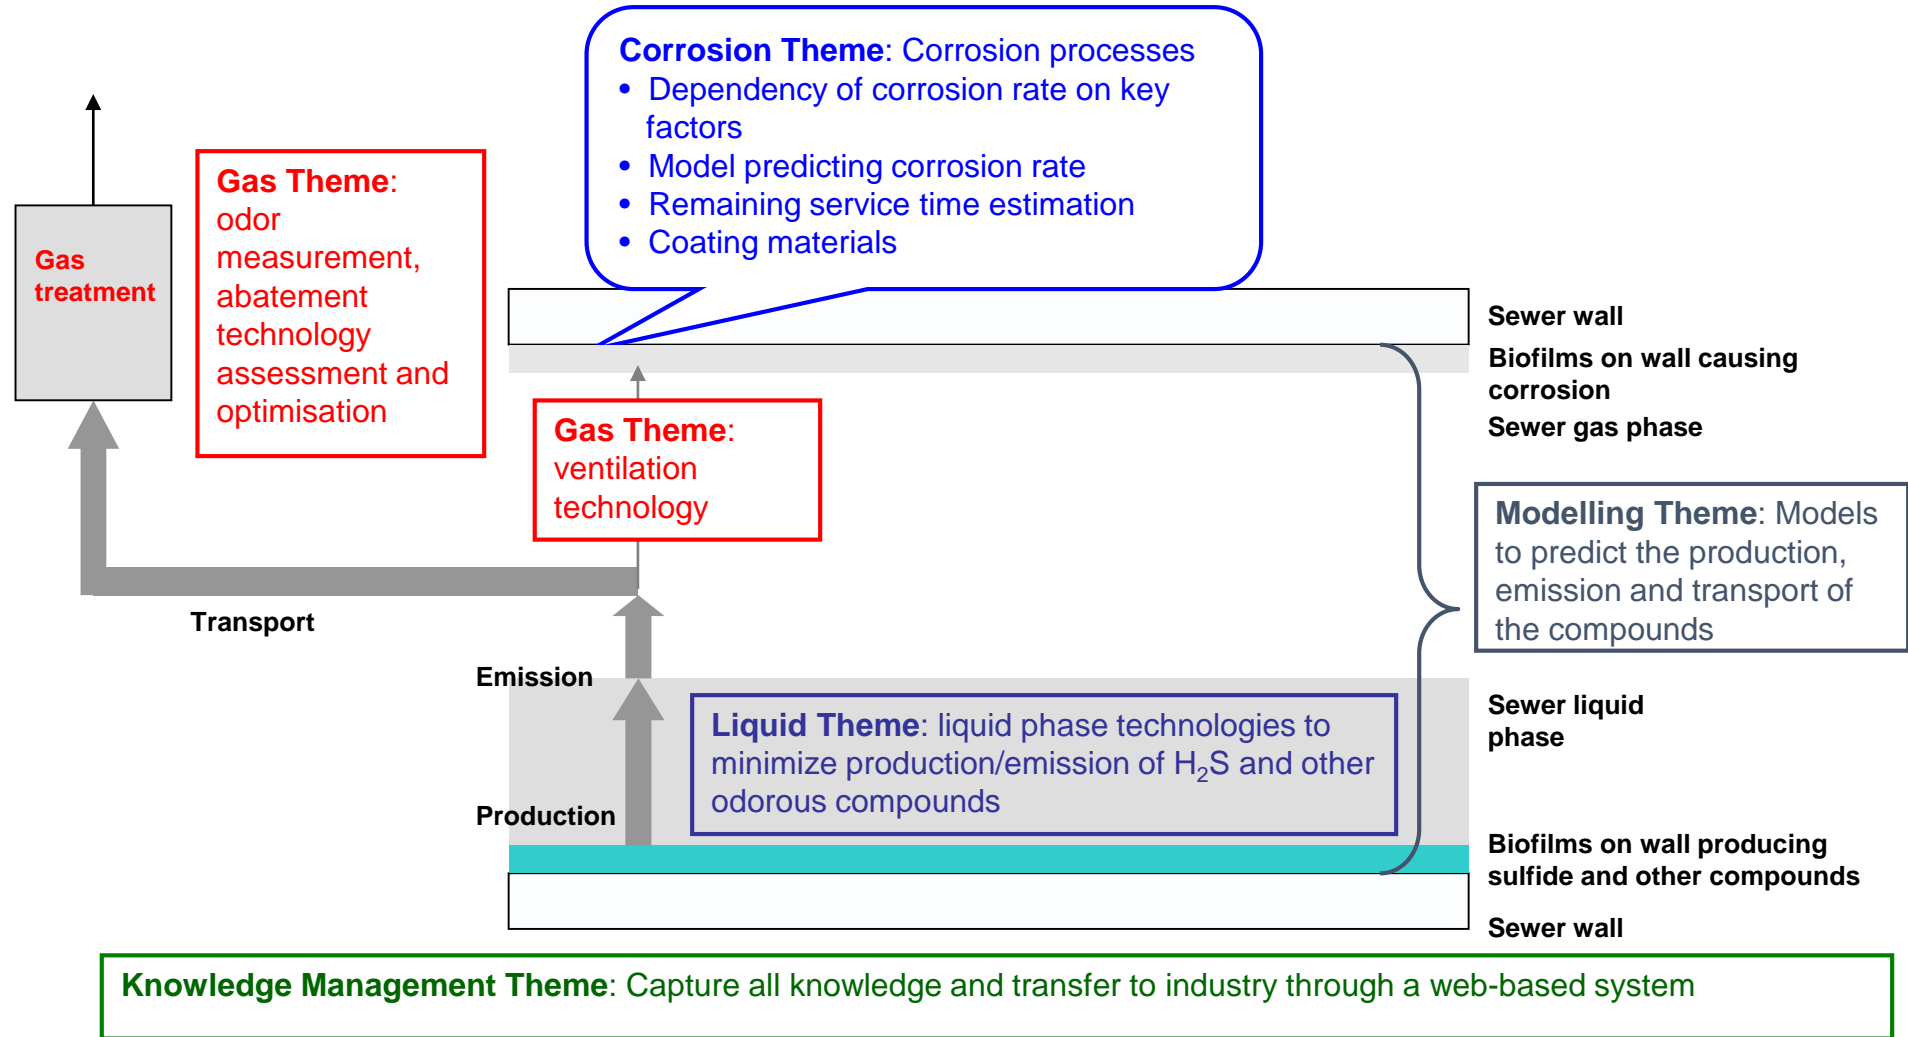 Corrosion Theme: Corrosion processes
• Dependency of corrosion rate on key
factors
• Model predicting corrosion rate
• Remaining service time estimation
• Coating materials
Gas Theme:
odor
measurement,
abatement
technology
assessment and
optimisation
Gas
treatment
Sewer wall
Biofilms on wall causing
corrosion
Sewer gas phase
Gas Theme:
ventilation
technology
Modelling Theme: Models
to predict the production,
emission and transport of
the compounds
Transport
Emission
Liquid Theme: liquid phase technologies to
minimize production/emission of H₂S and other
odorous compounds
Sewer liquid
phase
Production
Biofilms on wall producing
sulfide and other compounds
Sewer wall
Knowledge Management Theme: Capture all knowledge and transfer to industry through a web-based system